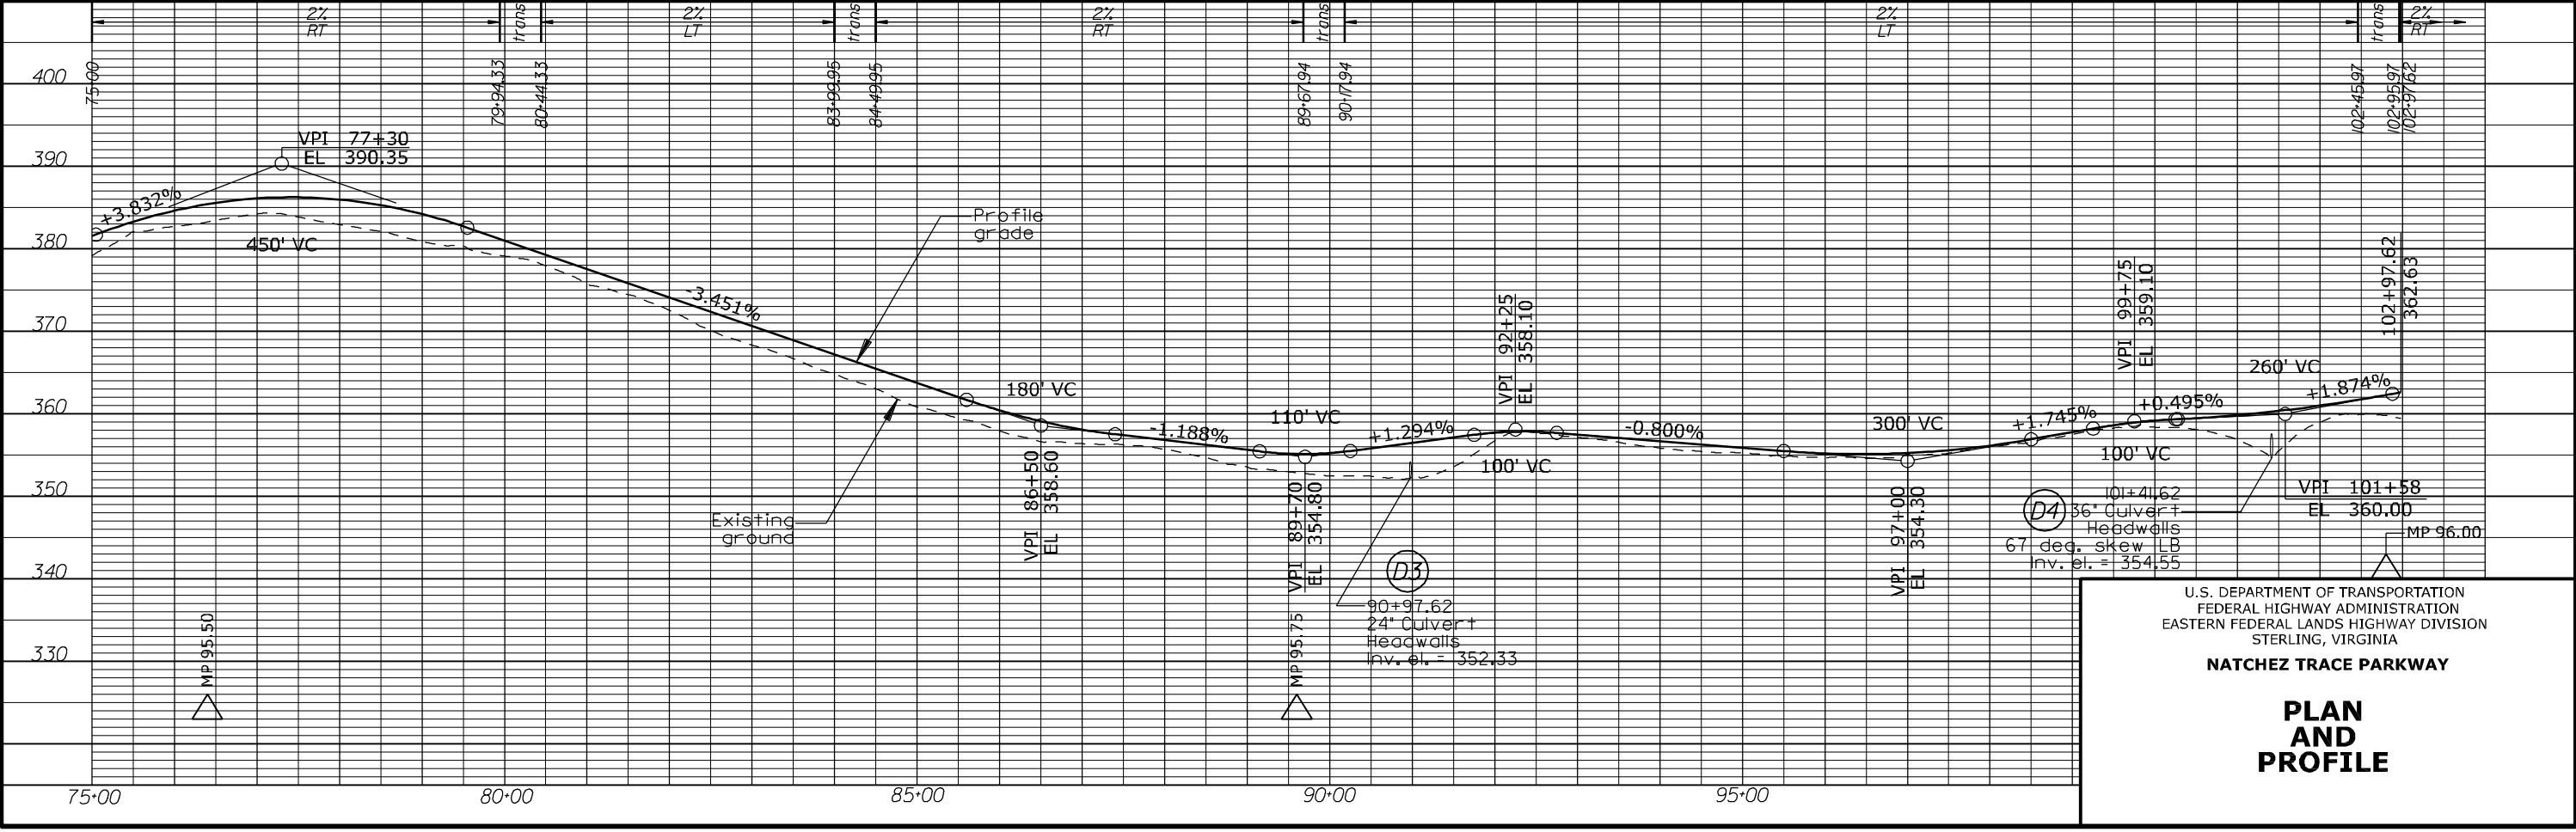 2% RT
trans
2% LT
trans
2% RT
trans
2% LT
trans
2% RT
75+00
79+94.33
80+44.33
83+99.95
84+49.95
89+67.94
90+17.94
102+45.97
102+95.97
102+97.62
400
390
380
370
360
350
340
330
VPI 77+30
EL 390.35
+3.832%
450' VC
Profile
grade
-3.451%
Existing
ground
180' VC
VPI 86+50
EL 358.60
-1.188%
110' VC
VPI 89+70
EL 354.80
+1.294%
VPI 92+25
EL 358.10
100' VC
-0.800%
300' VC
VPI 97+00
EL 354.30
+1.745%
VPI 99+75
EL 359.10
100' VC
+0.495%
260' VC
+1.874%
102+97.62
362.63
VPI 101+58
EL 360.00
D3
90+97.62
24" Culvert
Headwalls
Inv. el. = 352.33
D4
101+41.62
36" Culvert
Headwalls
67 deg. skew LB
Inv. el. = 354.55
MP 95.50
MP 95.75
MP 96.00
75+00
80+00
85+00
90+00
95+00
U.S. DEPARTMENT OF TRANSPORTATION
FEDERAL HIGHWAY ADMINISTRATION
EASTERN FEDERAL LANDS HIGHWAY DIVISION
STERLING, VIRGINIA
NATCHEZ TRACE PARKWAY
PLAN
AND
PROFILE